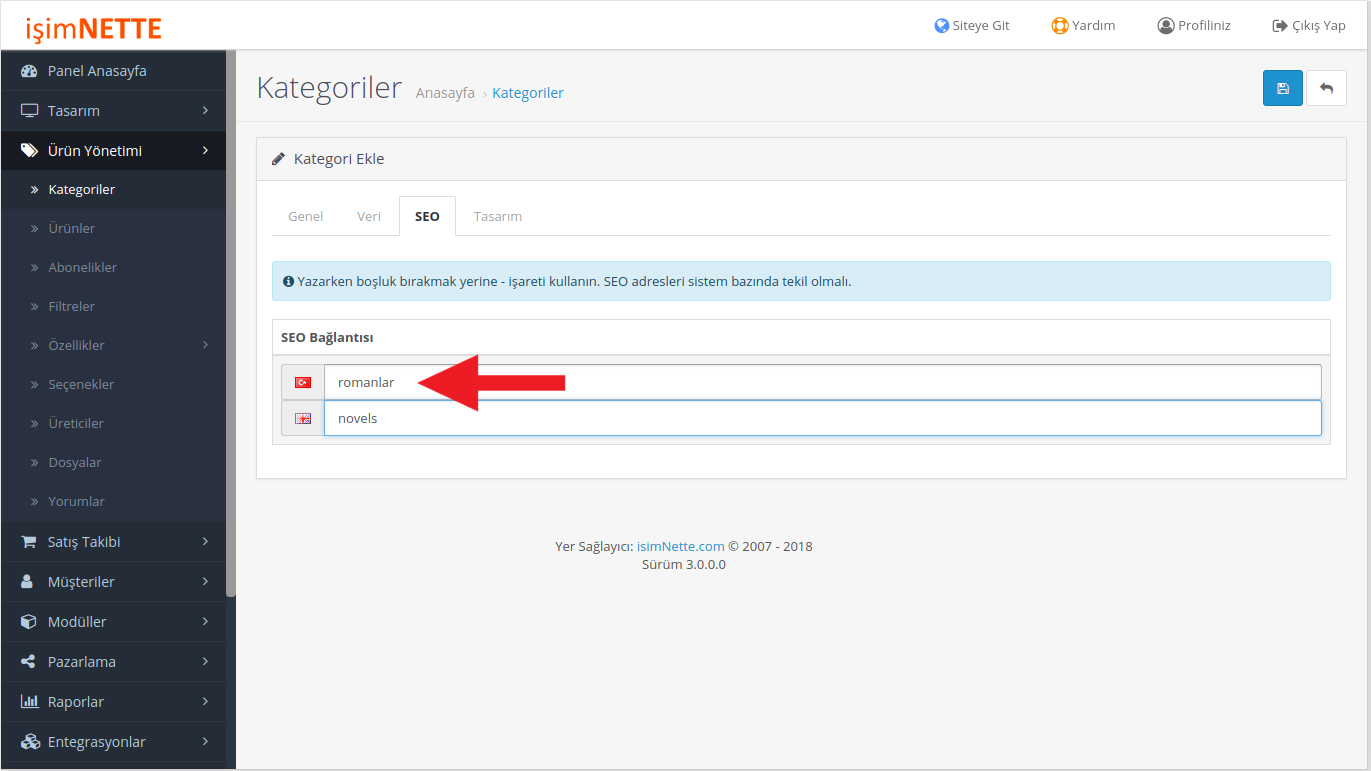 işimNETTE
Siteye Git
Yardım
Profiliniz
Çıkış Yap
Panel Anasayfa
Tasarım
Ürün Yönetimi
Kategoriler
Ürünler
Abonelikler
Filtreler
Özellikler
Seçenekler
Üreticiler
Dosyalar
Yorumlar
Satış Takibi
Müşteriler
Modüller
Pazarlama
Raporlar
Entegrasyonlar
Kategoriler
Anasayfa › Kategoriler
Kategori Ekle
Genel
Veri
SEO
Tasarım
Yazarken boşluk bırakmak yerine - işareti kullanın. SEO adresleri sistem bazında tekil olmalı.
SEO Bağlantısı
romanlar
novels
Yer Sağlayıcı: isimNette.com © 2007 - 2018
Sürüm 3.0.0.0